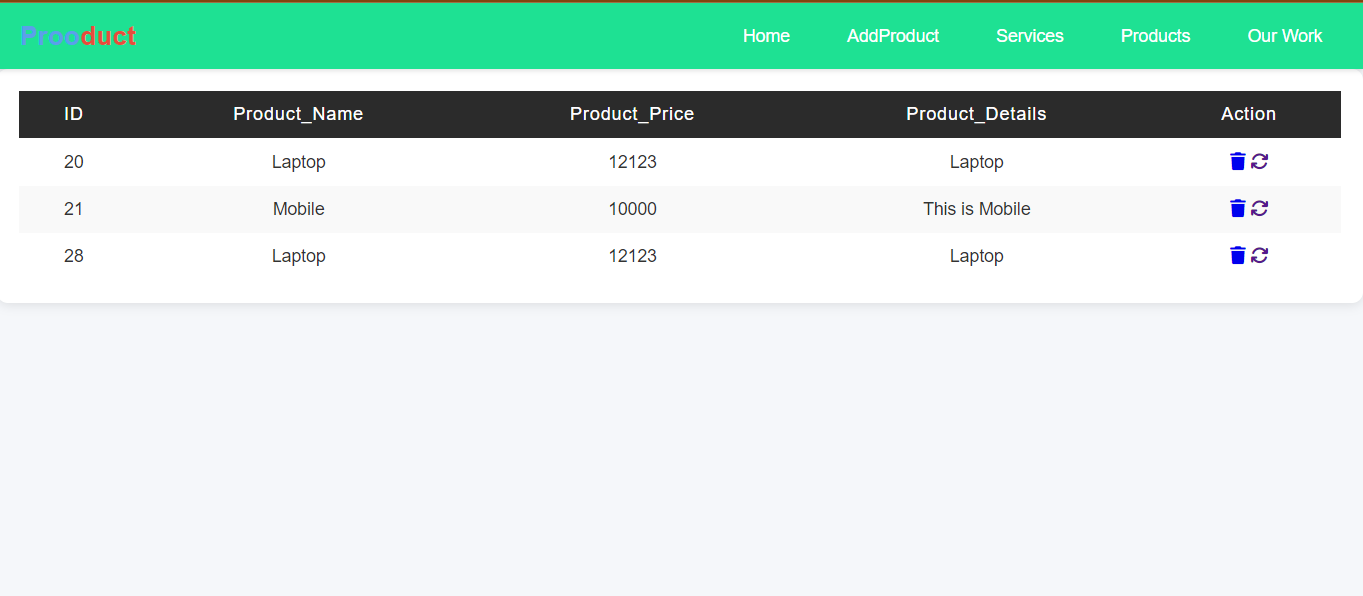 Prooduct Home AddProduct Services Products Our Work
ID Product_Name Product_Price Product_Details Action
20 Laptop 12123 Laptop
21 Mobile 10000 This is Mobile
28 Laptop 12123 Laptop